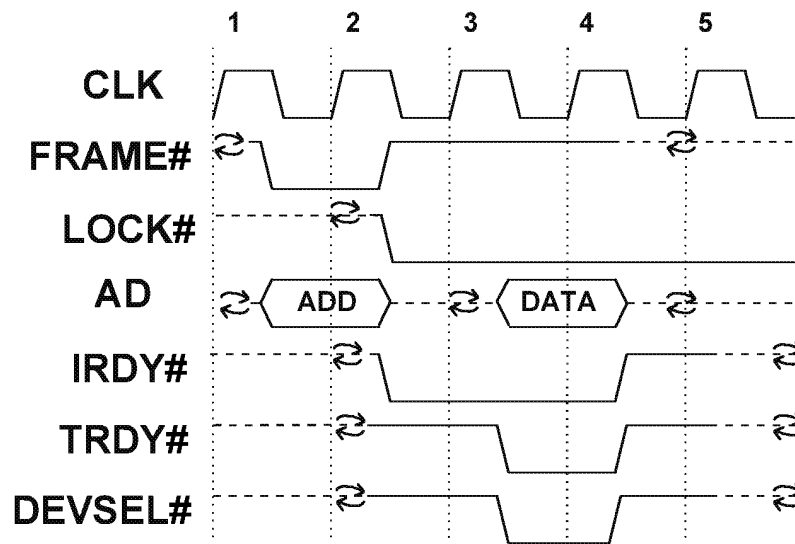 1 2 3 4 5
CLK
FRAME#
LOCK#
AD ADD DATA
IRDY#
TRDY#
DEVSEL#